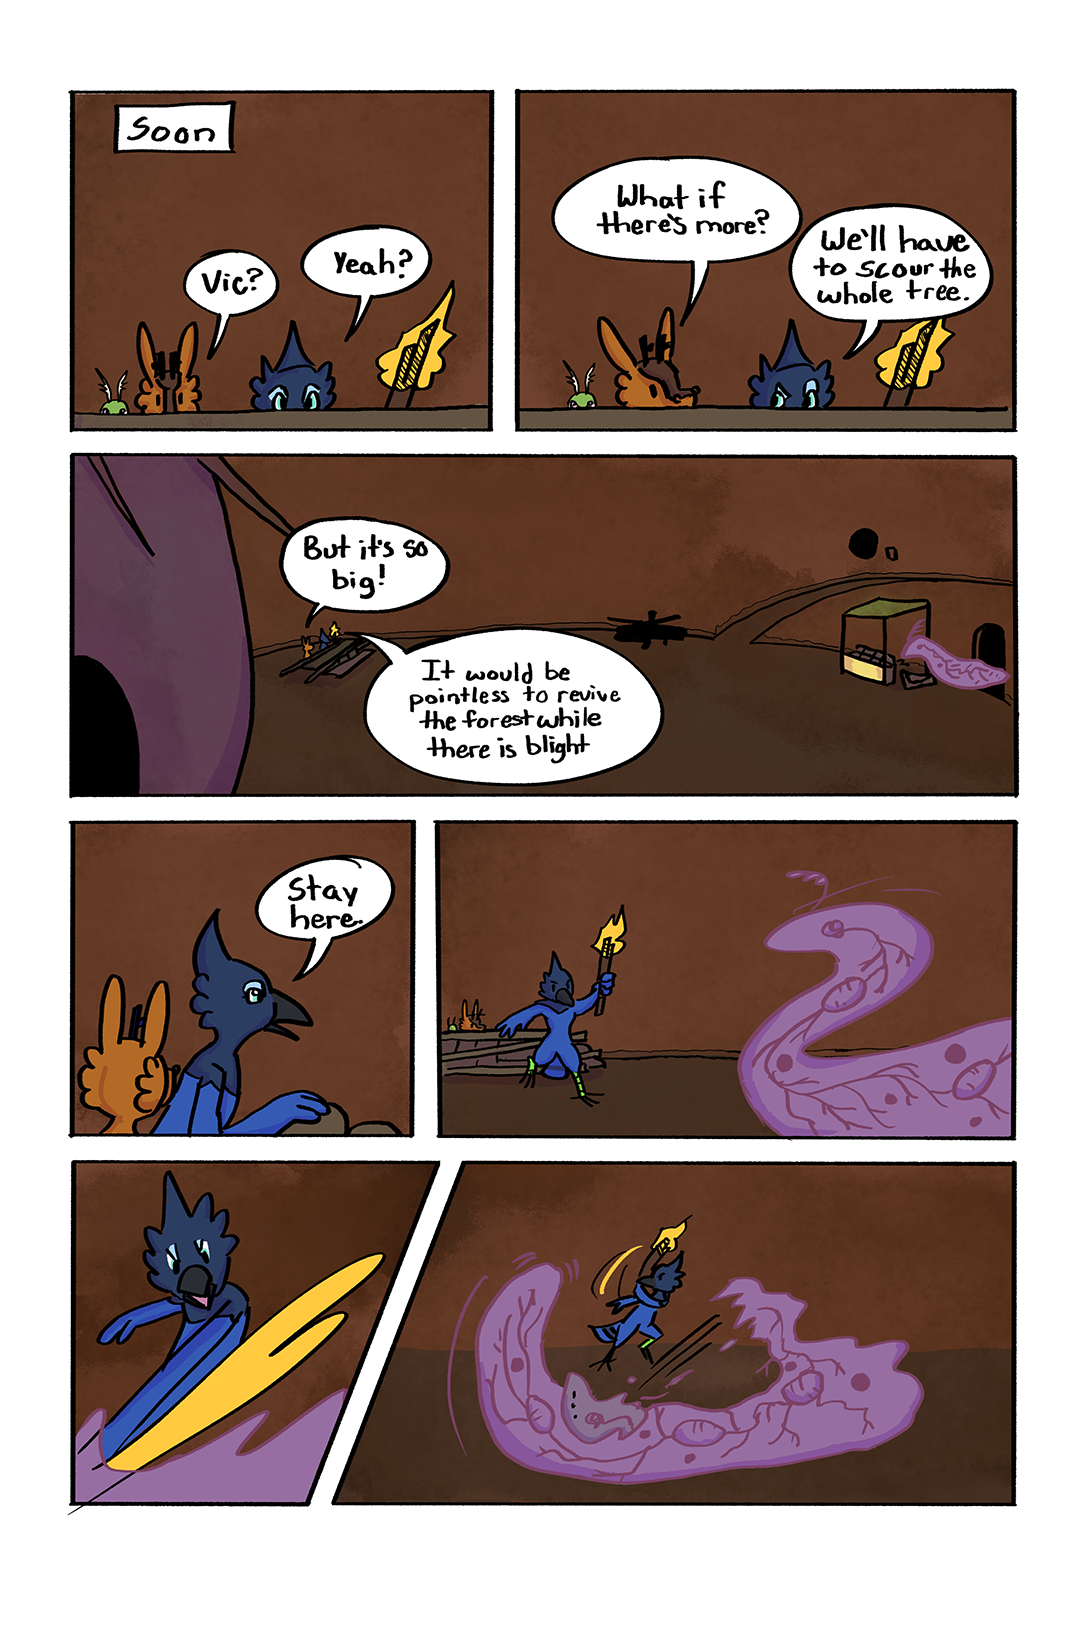 Soon
Vic?
Yeah?
What if
there's more?
We'll have
to scour the
whole tree.
But it's so
big!
It would be
pointless to revive
the forest while
there is blight
Stay
here..